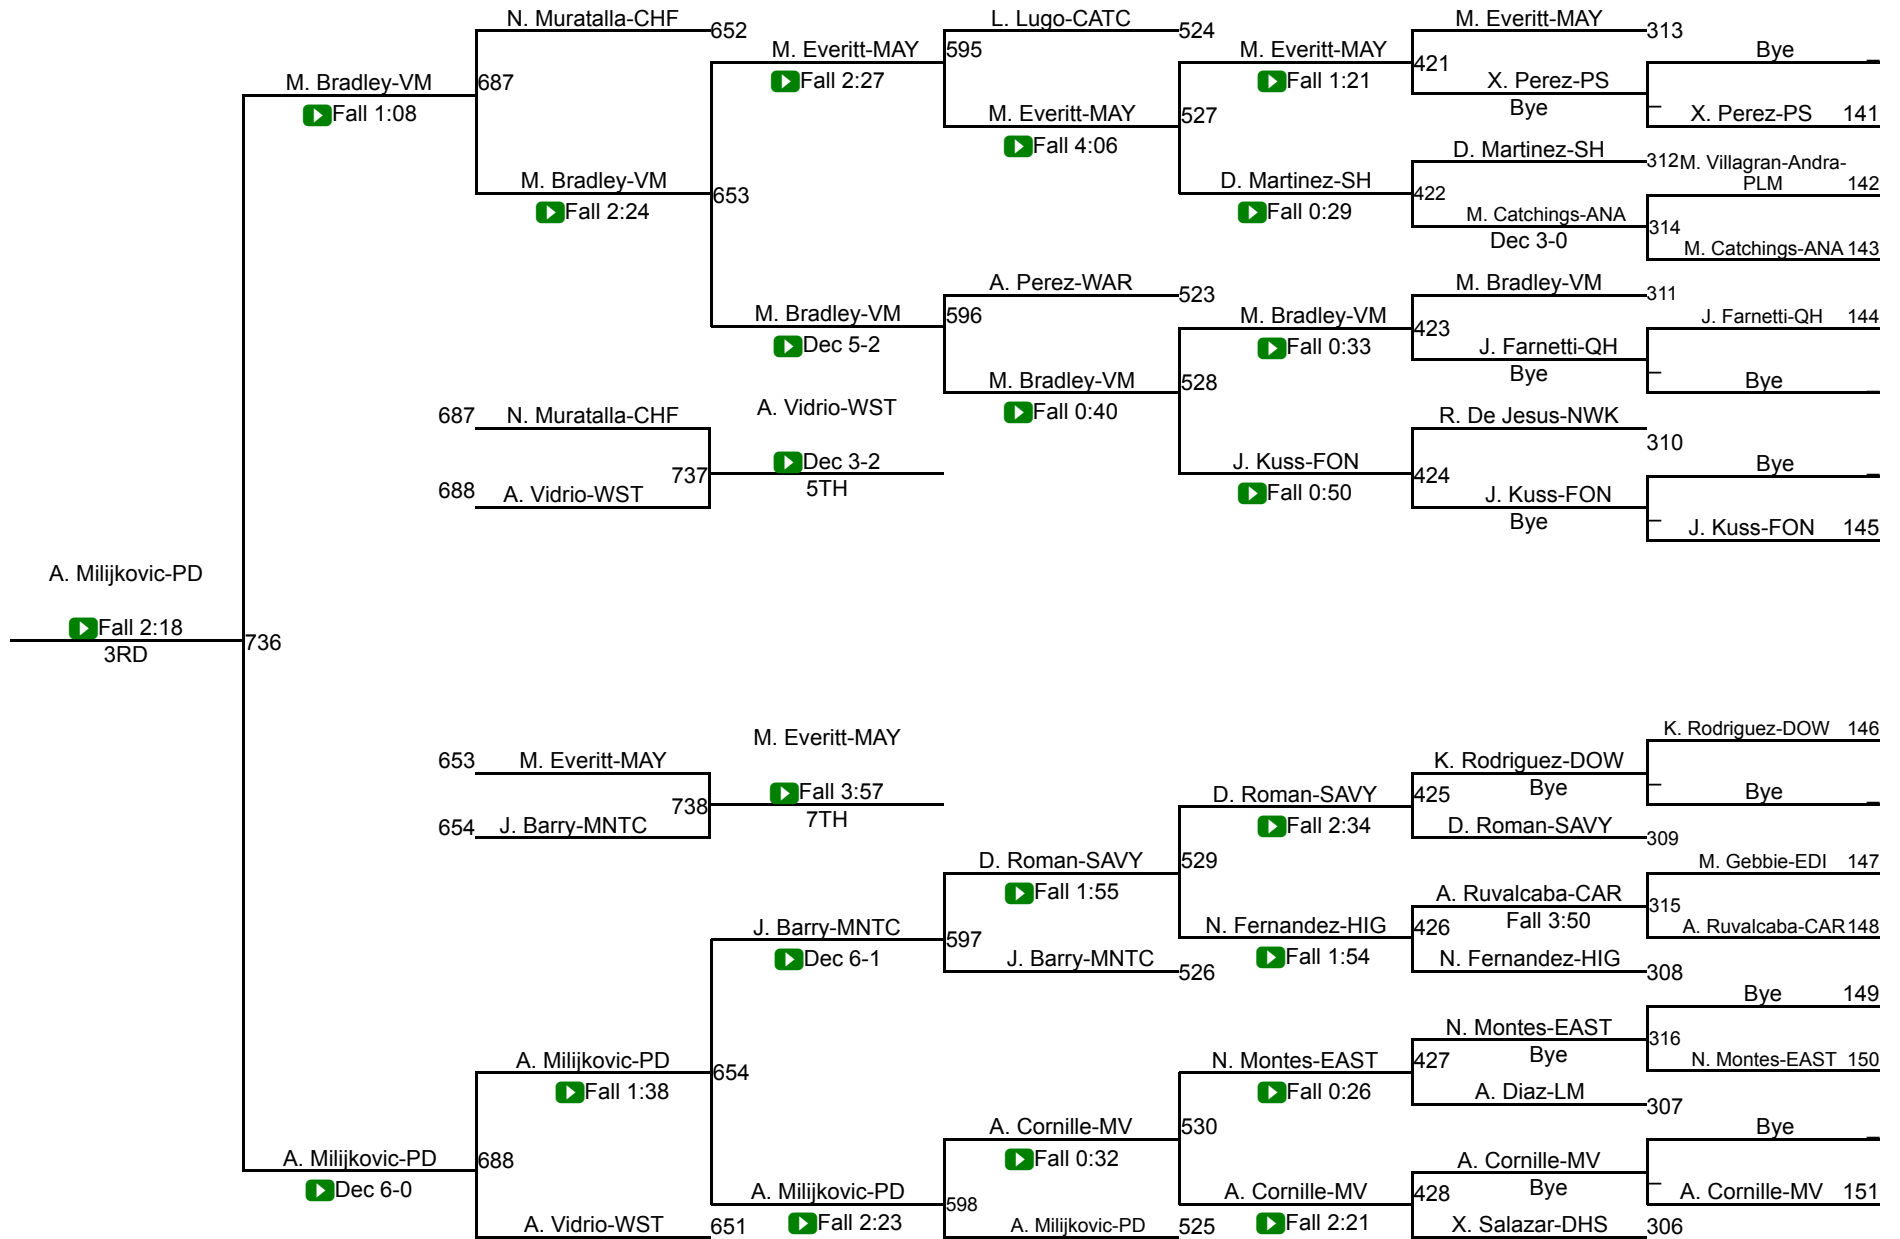 N. Muratalla-CHF
652
L. Lugo-CATC
524
M. Everitt-MAY
313
M. Everitt-MAY
595
M. Everitt-MAY
421
Bye
Fall 2:27
Fall 1:21
X. Perez-PS
Bye
M. Bradley-VM
687
Fall 1:08
M. Everitt-MAY
527
X. Perez-PS 141
Fall 4:06
D. Martinez-SH
312
M. Villagran-Andra-
PLM 142
M. Bradley-VM
653
Fall 2:24
D. Martinez-SH
422
Fall 0:29
M. Catchings-ANA
314
Dec 3-0
M. Catchings-ANA 143
A. Perez-WAR
523
M. Bradley-VM
311
M. Bradley-VM
596
Dec 5-2
M. Bradley-VM
423
Fall 0:33
J. Farnetti-QH 144
J. Farnetti-QH
Bye
M. Bradley-VM
528
Fall 0:40
Bye
687 N. Muratalla-CHF
A. Vidrio-WST
R. De Jesus-NWK
310
737
Dec 3-2
5TH
J. Kuss-FON
424
Fall 0:50
Bye
688 A. Vidrio-WST
J. Kuss-FON
Bye
J. Kuss-FON 145
A. Milijkovic-PD
Fall 2:18
3RD
736
K. Rodriguez-DOW 146
653 M. Everitt-MAY
M. Everitt-MAY
K. Rodriguez-DOW
Bye
738
Fall 3:57
7TH
D. Roman-SAVY
425
Fall 2:34
Bye
654 J. Barry-MNTC
D. Roman-SAVY
309
D. Roman-SAVY
529
Fall 1:55
M. Gebbie-EDI 147
A. Ruvalcaba-CAR
315
Fall 3:50
J. Barry-MNTC
597
Dec 6-1
N. Fernandez-HIG
426
Fall 1:54
A. Ruvalcaba-CAR 148
J. Barry-MNTC
526
N. Fernandez-HIG
308
Bye 149
N. Montes-EAST
316
Bye
A. Milijkovic-PD
654
Fall 1:38
N. Montes-EAST
427
Fall 0:26
N. Montes-EAST 150
A. Diaz-LM
307
A. Cornille-MV
530
Fall 0:32
Bye
A. Milijkovic-PD
688
Dec 6-0
A. Cornille-MV
Bye
A. Milijkovic-PD
598
Fall 2:23
A. Cornille-MV
428
Fall 2:21
A. Cornille-MV 151
A. Vidrio-WST
651
A. Milijkovic-PD
525
X. Salazar-DHS
306